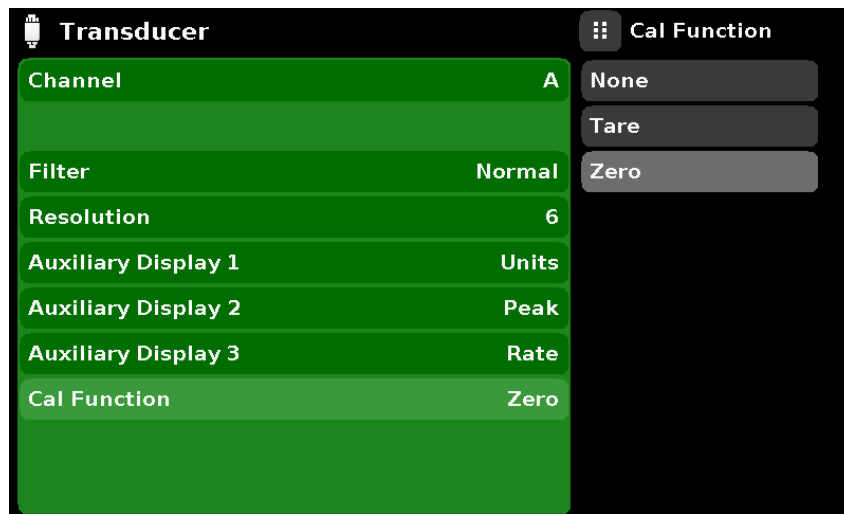 Transducer
Channel A
Filter Normal
Resolution 6
Auxiliary Display 1 Units
Auxiliary Display 2 Peak
Auxiliary Display 3 Rate
Cal Function Zero
Cal Function
None
Tare
Zero